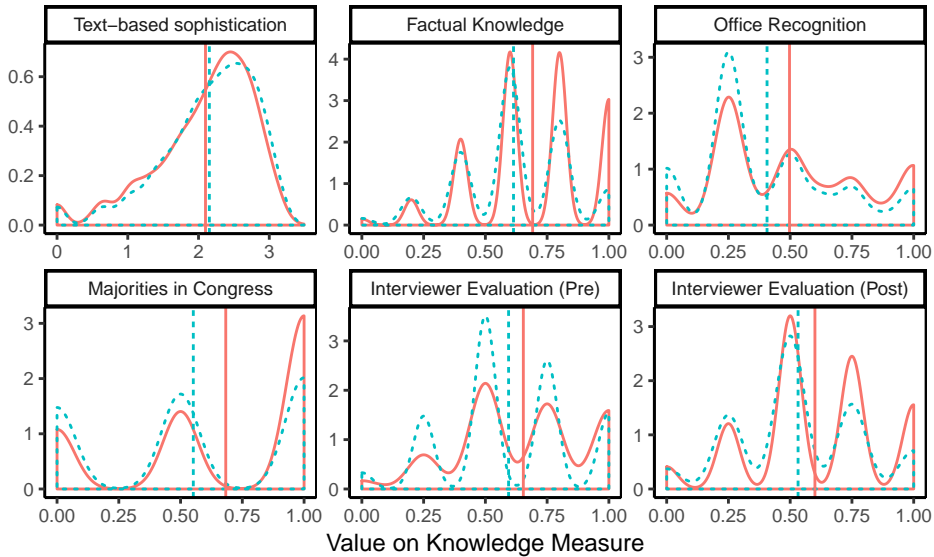 Text−based sophistication
Factual Knowledge
Office Recognition
0.6
0.4
0.2
0.0
4
3
2
1
0
3
2
1
0
0 1 2 3
0.00 0.25 0.50 0.75 1.00
0.00 0.25 0.50 0.75 1.00
Majorities in Congress
Interviewer Evaluation (Pre)
Interviewer Evaluation (Post)
3
2
1
0
3
2
1
0
3
2
1
0
0.00 0.25 0.50 0.75 1.00
0.00 0.25 0.50 0.75 1.00
0.00 0.25 0.50 0.75 1.00
Value on Knowledge Measure